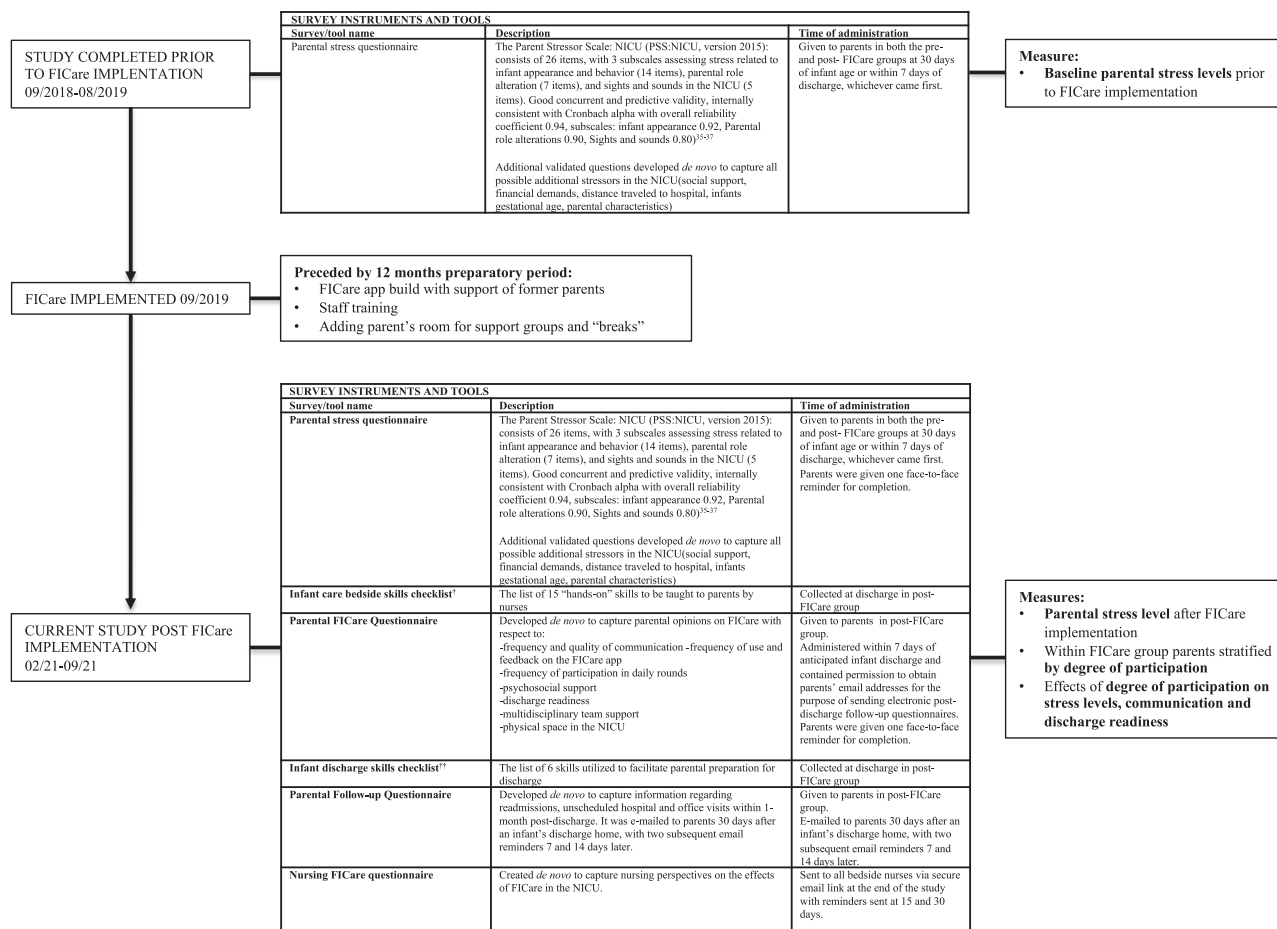 SURVEY INSTRUMENTS AND TOOLS
Survey/tool name
Description
Time of administration
STUDY COMPLETED PRIOR
TO FICare IMPLENTATION
09/2018-08/2019
Parental stress questionnaire
The Parent Stressor Scale: NICU (PSS:NICU, version 2015):
consists of 26 items, with 3 subscales assessing stress related to
infant appearance and behavior (14 items), parental role
alteration (7 items), and sights and sounds in the NICU (5
items). Good concurrent and predictive validity, internally
consistent with Cronbach alpha with overall reliability
coefficient 0.94, subscales: infant appearance 0.92, Parental
role alterations 0.90, Sights and sounds 0.80)35-37
Additional validated questions developed de novo to capture all
possible additional stressors in the NICU(social support,
financial demands, distance traveled to hospital, infants
gestational age, parental characteristics)
Given to parents in both the pre-
and post- FICare groups at 30 days
of infant age or within 7 days of
discharge, whichever came first.
Measure:
• Baseline parental stress levels prior
to FICare implementation
FICare IMPLEMENTED 09/2019
Preceded by 12 months preparatory period:
• FICare app build with support of former parents
• Staff training
• Adding parent's room for support groups and "breaks"
SURVEY INSTRUMENTS AND TOOLS
Survey/tool name
Description
Time of administration
Parental stress questionnaire
The Parent Stressor Scale: NICU (PSS:NICU, version 2015):
consists of 26 items, with 3 subscales assessing stress related to
infant appearance and behavior (14 items), parental role
alteration (7 items), and sights and sounds in the NICU (5
items). Good concurrent and predictive validity, internally
consistent with Cronbach alpha with overall reliability
coefficient 0.94, subscales: infant appearance 0.92, Parental
role alterations 0.90, Sights and sounds 0.80)35-37
Additional validated questions developed de novo to capture all
possible additional stressors in the NICU(social support,
financial demands, distance traveled to hospital, infants
gestational age, parental characteristics)
Given to parents in both the pre-
and post- FICare groups at 30 days
of infant age or within 7 days of
discharge, whichever came first.
Parents were given one face-to-face
reminder for completion.
Infant care bedside skills checklist†
The list of 15 "hands-on" skills to be taught to parents by
nurses
Collected at discharge in post-
FICare group
CURRENT STUDY POST FICare
IMPLEMENTATION
02/21-09/21
Parental FICare Questionnaire
Developed de novo to capture parental opinions on FICare with
respect to:
-frequency and quality of communication -frequency of use and
feedback on the FICare app
-frequency of participation in daily rounds
-psychosocial support
-discharge readiness
-multidisciplinary team support
-physical space in the NICU
Given to parents in post-FICare
group.
Administered within 7 days of
anticipated infant discharge and
contained permission to obtain
parents' email addresses for the
purpose of sending electronic post-
discharge follow-up questionnaires.
Parents were given one face-to-face
reminder for completion.
Measures:
• Parental stress level after FICare
implementation
• Within FICare group parents stratified
by degree of participation
• Effects of degree of participation on
stress levels, communication and
discharge readiness
Infant discharge skills checklist††
The list of 6 skills utilized to facilitate parental preparation for
discharge
Collected at discharge in post-
FICare group
Parental Follow-up Questionnaire
Developed de novo to capture information regarding
readmissions, unscheduled hospital and office visits within 1-
month post-discharge. It was e-mailed to parents 30 days after
an infant's discharge home, with two subsequent email
reminders 7 and 14 days later.
Given to parents in post-FICare
group.
E-mailed to parents 30 days after an
infant's discharge home, with two
subsequent email reminders 7 and
14 days later.
Nursing FICare questionnaire
Created de novo to capture nursing perspectives on the effects
of FICare in the NICU.
Sent to all bedside nurses via secure
email link at the end of the study
with reminders sent at 15 and 30
days.